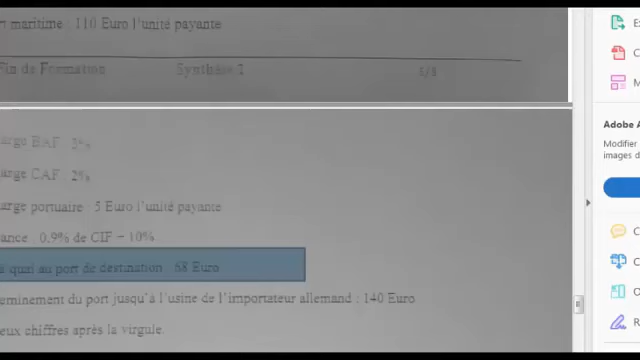 rt maritime : 110 Euro l'unité payante
Fin de Formation Synthèse 2 5/5
arge BAF : 3%
arge CAF : 2%
arge portuaire : 5 Euro l'unité payante
ance : 0.9% de CIF + 10%
à quai au port de destination : 68 Euro
eminement du port jusqu'à l'usine de l'importateur allemand : 140 Euro
eux chiffres après la virgule.
E
C
M
Adobe A
Modifier
images d
C
C
O
R